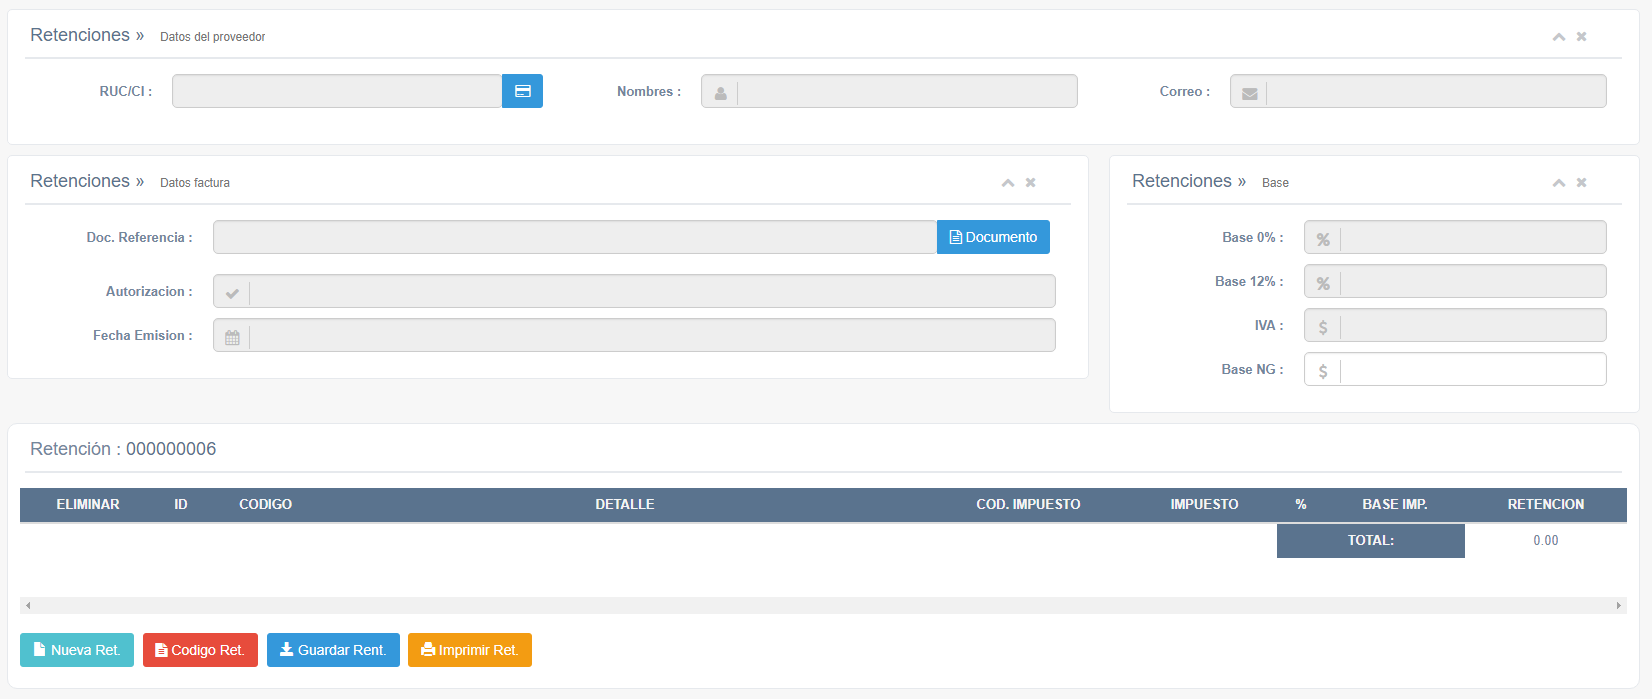 Retenciones » Datos del proveedor
RUC/CI :
Nombres :
Correo :
Retenciones » Datos factura
Doc. Referencia :
Documento
Autorizacion :
Fecha Emision :
Retenciones » Base
Base 0% :
%
Base 12% :
%
IVA :
$
Base NG :
$
Retención : 000000006
ELIMINAR ID CODIGO DETALLE COD. IMPUESTO IMPUESTO % BASE IMP. RETENCION
TOTAL: 0.00
Nueva Ret. Codigo Ret. Guardar Rent. Imprimir Ret.